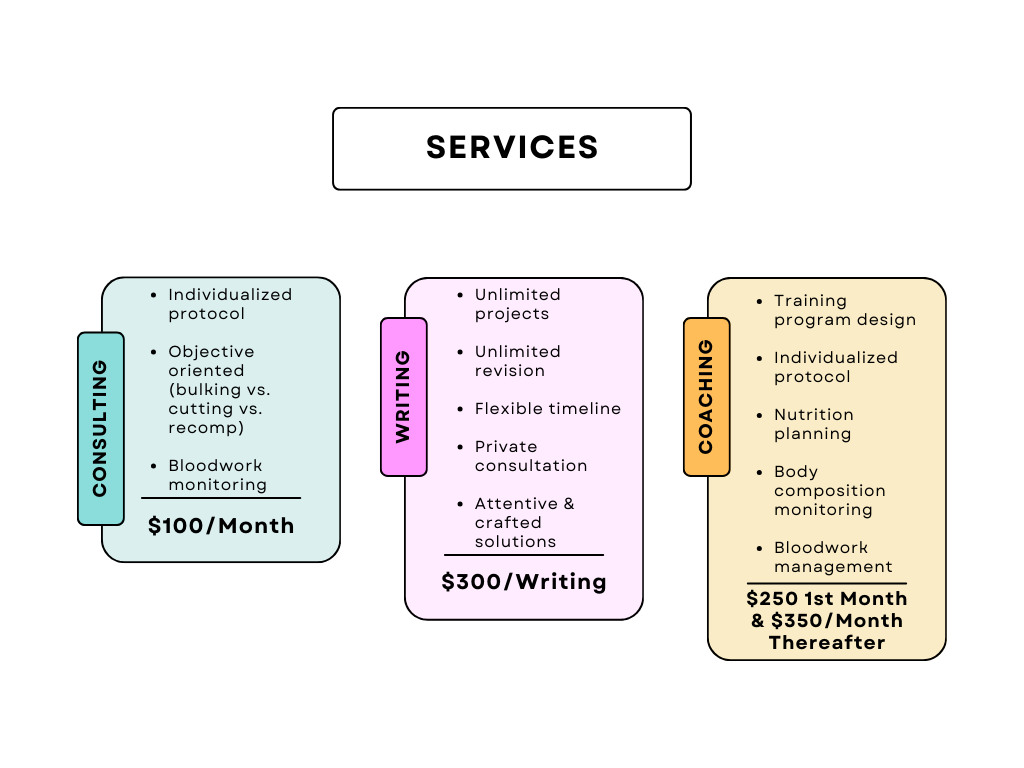 SERVICES
CONSULTING
• Individualized
protocol
• Objective
oriented
(bulking vs.
cutting vs.
recomp)
• Bloodwork
monitoring
$100/Month
WRITING
• Unlimited
projects
• Unlimited
revision
• Flexible timeline
• Private
consultation
• Attentive &
crafted
solutions
$300/Writing
COACHING
• Training
program design
• Individualized
protocol
• Nutrition
planning
• Body
composition
monitoring
• Bloodwork
management
$250 1st Month
& $350/Month
Thereafter